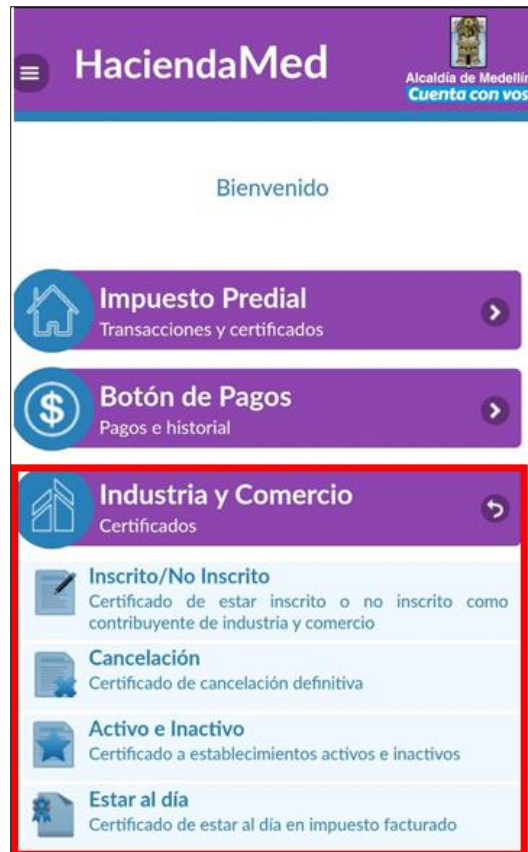 HaciendaMed
Alcaldía de Medellín
Cuenta con vos
Bienvenido
Impuesto Predial
Transacciones y certificados
$
Botón de Pagos
Pagos e historial
Industria y Comercio
Certificados
Inscrito/No Inscrito
Certificado de estar inscrito o no inscrito como
contribuyente de industria y comercio
Cancelación
Certificado de cancelación definitiva
Activo e Inactivo
Certificado a establecimientos activos e inactivos
Estar al día
Certificado de estar al día en impuesto facturado